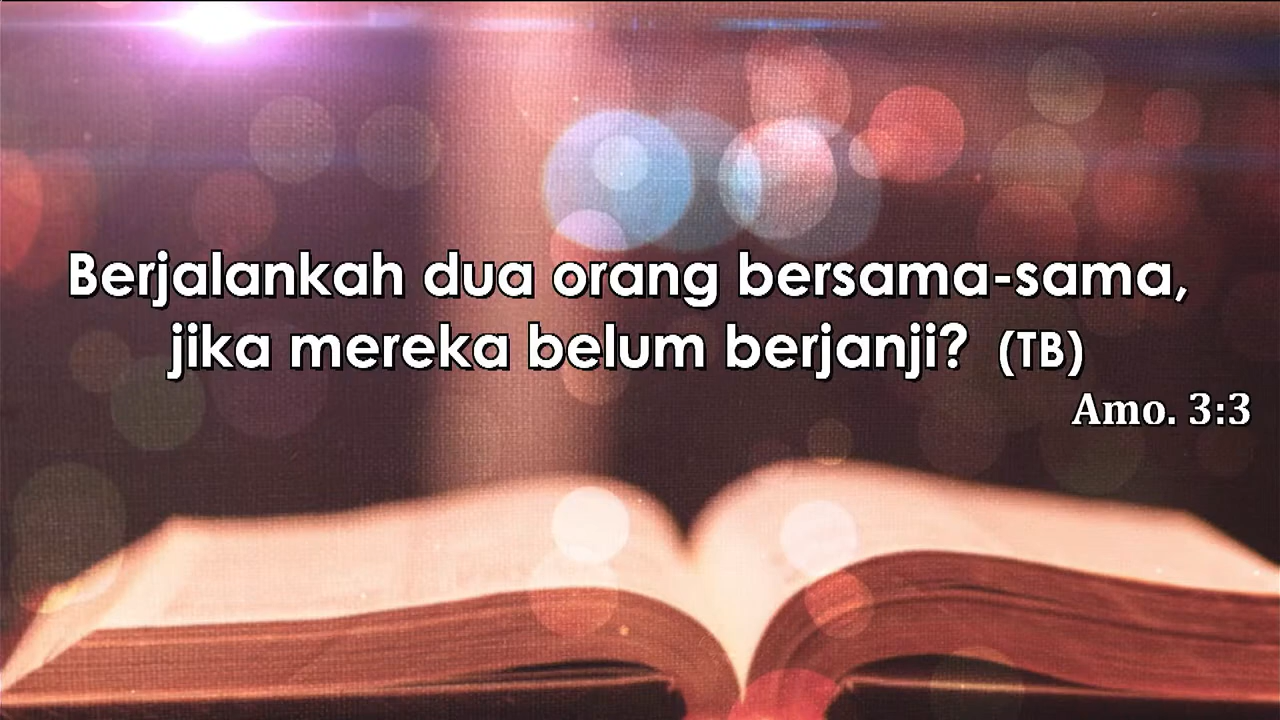 Berjalankah dua orang bersama-sama,
jika mereka belum berjanji? (TB)
Amo. 3:3